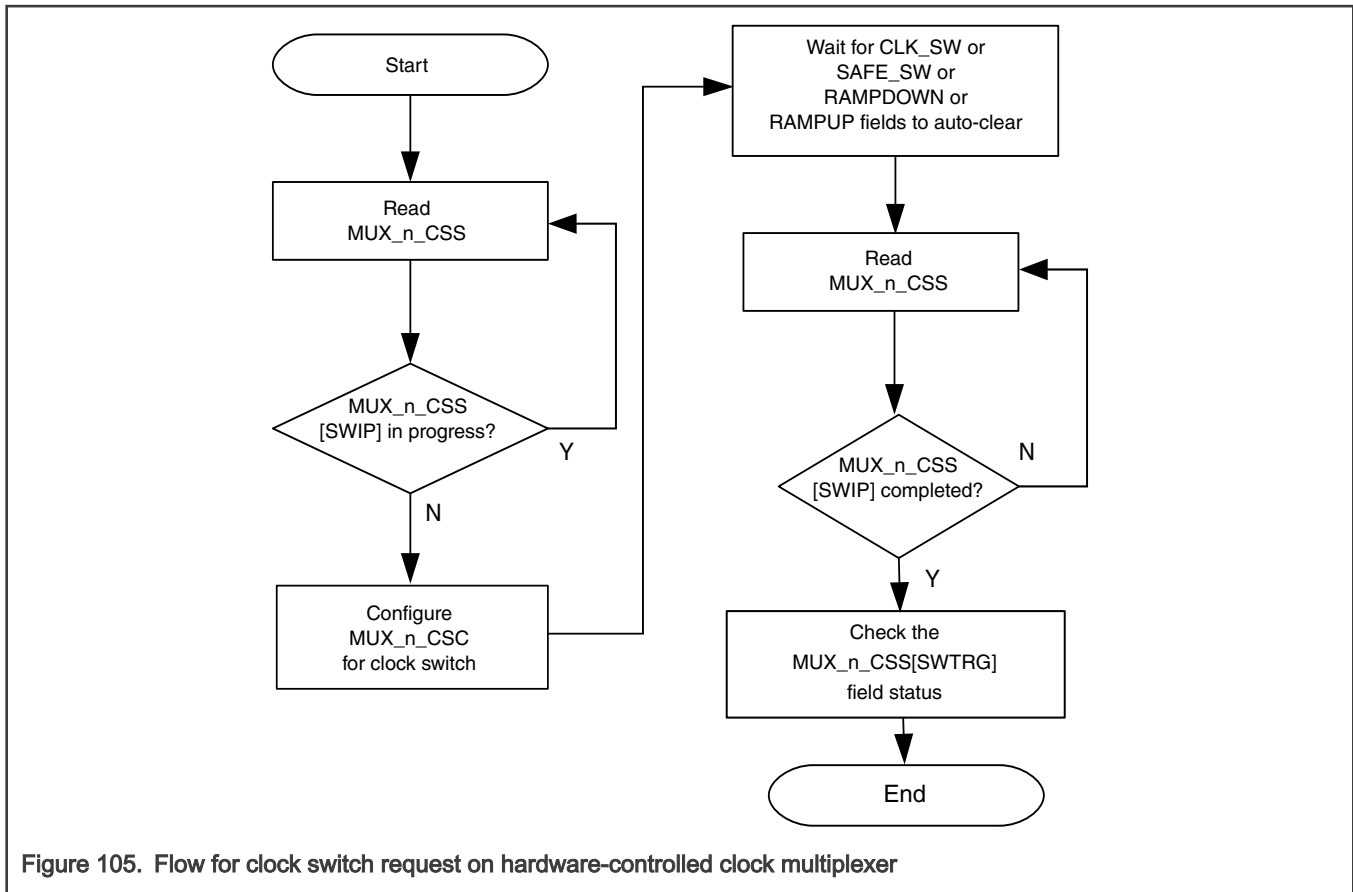 Start
Read
MUX_n_CSS
MUX_n_CSS
[SWIP] in progress?
Y
N
Configure
MUX_n_CSC
for clock switch
Wait for CLK_SW or
SAFE_SW or
RAMPDOWN or
RAMPUP fields to auto-clear
Read
MUX_n_CSS
MUX_n_CSS
[SWIP] completed?
N
Y
Check the
MUX_n_CSS[SWTRG]
field status
End
Figure 105. Flow for clock switch request on hardware-controlled clock multiplexer